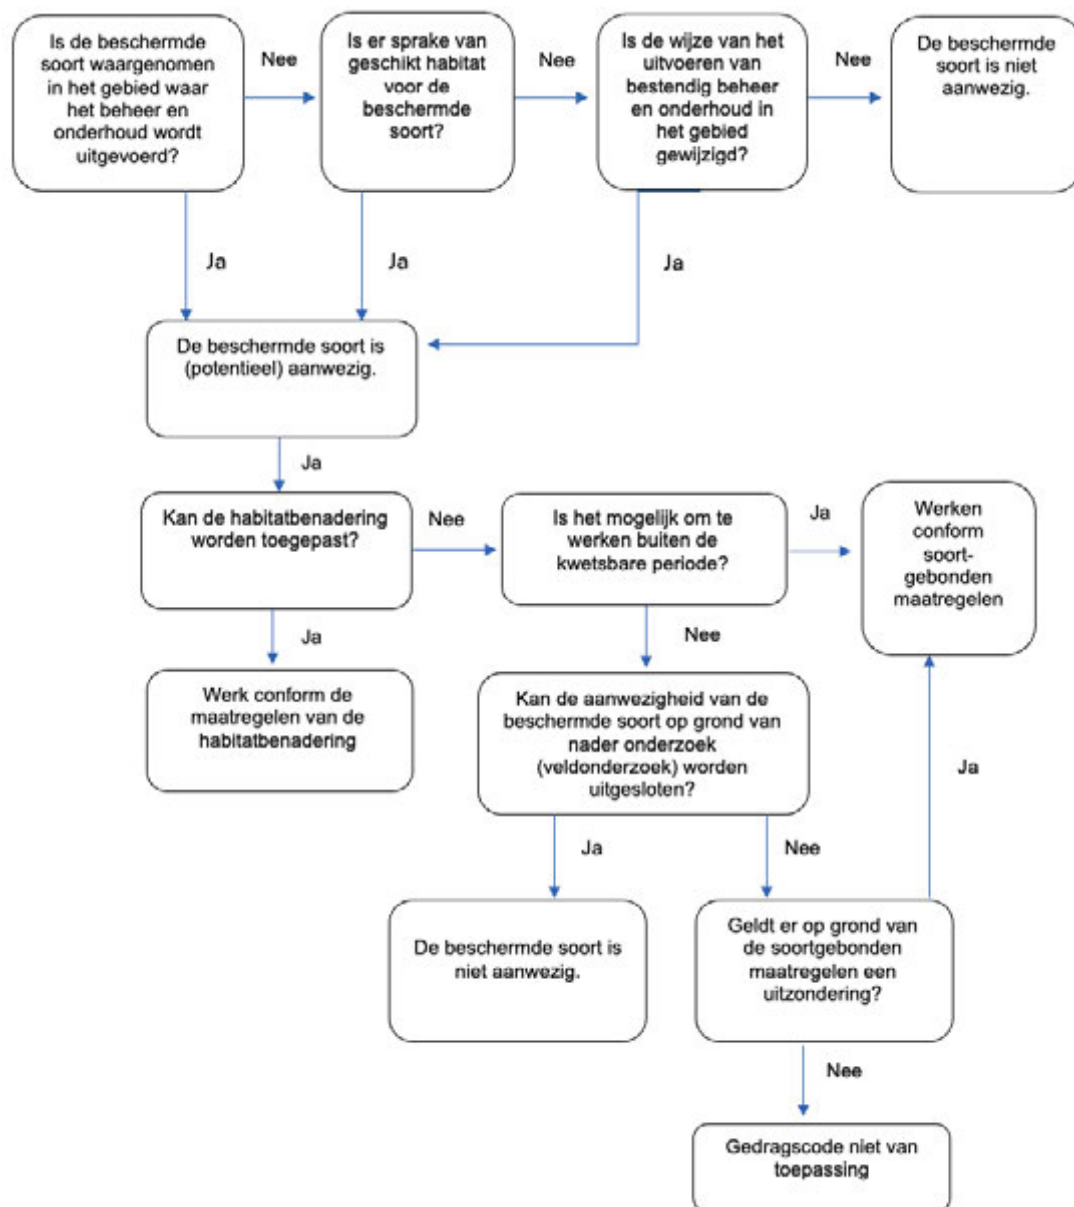 Is de beschermde
soort waargenomen
in het gebied waar
het beheer en
onderhoud wordt
uitgevoerd?
Nee
Is er sprake van
geschikt habitat
voor de
beschermde
soort?
Nee
Is de wijze van het
uitvoeren van
bestendig beheer
en onderhoud in
het gebied
gewijzigd?
Nee
De beschermde
soort is niet
aanwezig.
Ja
Ja
Ja
De beschermde soort is
(potentieel) aanwezig.
Ja
Kan de habitatbenadering
worden toegepast?
Nee
Is het mogelijk om te
werken buiten de
kwetsbare periode?
Ja
Werken
conform
soort-
gebonden
maatregelen
Ja
Nee
Werk conform de
maatregelen van de
habitatbenadering
Kan de aanwezigheid van de
beschermde soort op grond van
nader onderzoek
(veldonderzoek) worden
uitgesloten?
Ja
Ja
Nee
De beschermde soort is
niet aanwezig.
Geldt er op grond van
de soortgebonden
maatregelen een
uitzondering?
Nee
Gedragscode niet van
toepassing